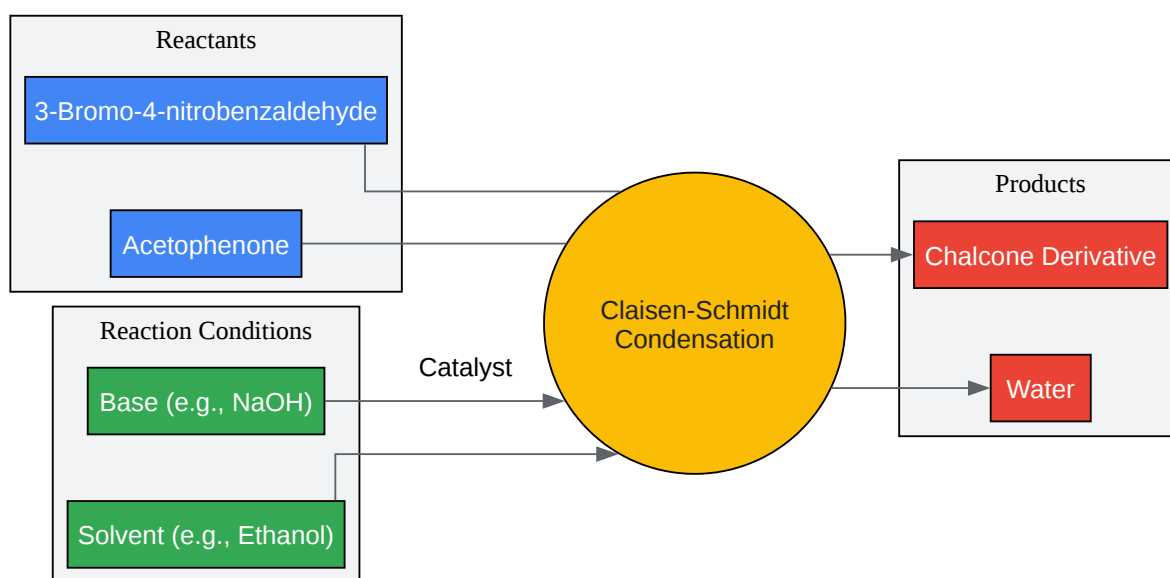 Reactants
3-Bromo-4-nitrobenzaldehyde
Acetophenone
Reaction Conditions
Base (e.g., NaOH)
Solvent (e.g., Ethanol)
Catalyst
Claisen-Schmidt
Condensation
Products
Chalcone Derivative
Water